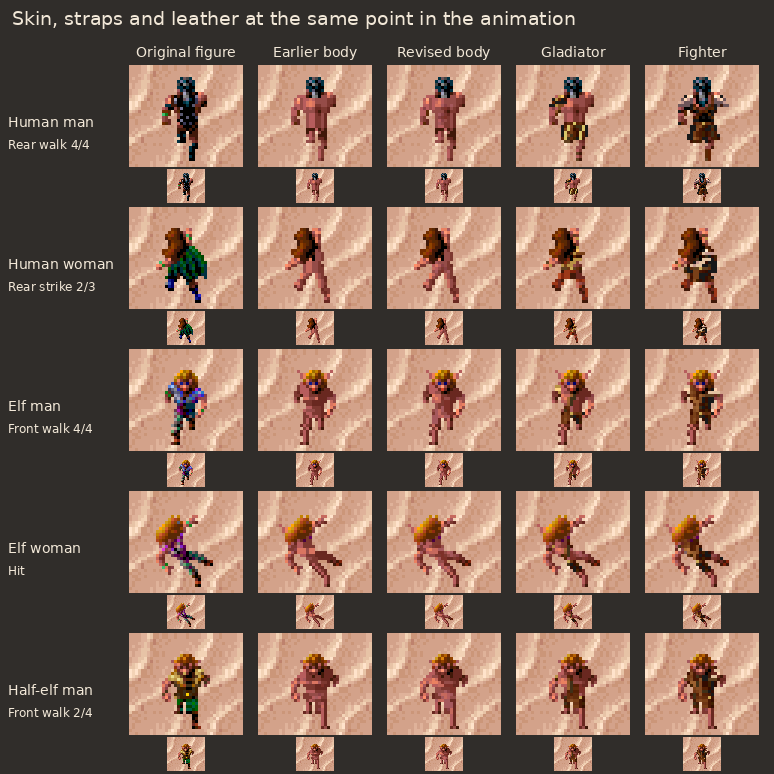 Skin, straps and leather at the same point in the animation
Original figure
Earlier body
Revised body
Gladiator
Fighter
Human man
Rear walk 4/4
Human woman
Rear strike 2/3
Elf man
Front walk 4/4
Elf woman
Hit
Half-elf man
Front walk 2/4